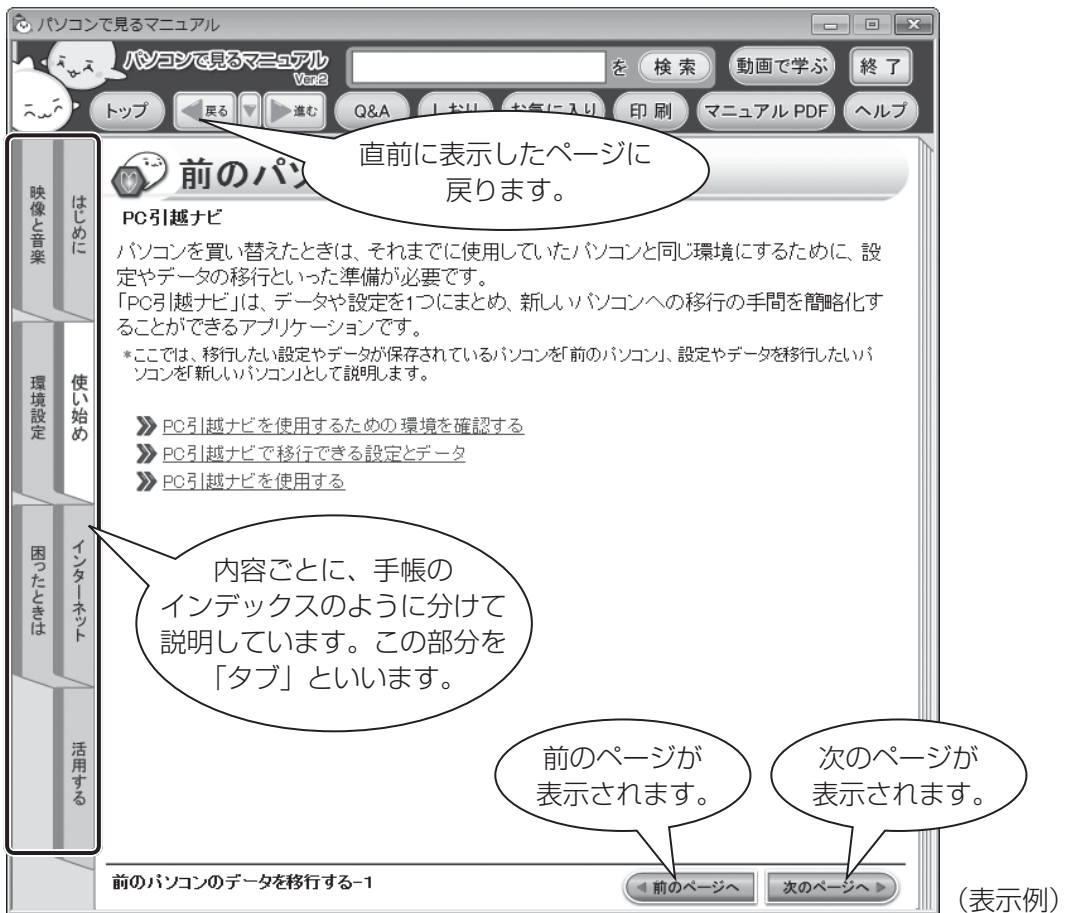 パソコンで見るマニュアル
パソコンで見るマニュアル
Ver.2
を 検索 動画で学ぶ 終了
トップ 戻る 進む Q&A しおり お気に入り 印刷 マニュアル PDF ヘルプ
直前に表示したページに
戻ります。
前のパソ
PC引越ナビ
パソコンを買い替えたときは、それまでに使用していたパソコンと同じ環境にするために、設
定やデータの移行といった準備が必要です。
「PC引越ナビ」は、データや設定を1つにまとめ、新しいパソコンへの移行の手間を簡略化す
ることができるアプリケーションです。
*ここでは、移行したい設定やデータが保存されているパソコンを「前のパソコン」、設定やデータを移行したいパ
ソコンを「新しいパソコン」として説明します。
PC引越ナビを使用するための環境を確認する
PC引越ナビで移行できる設定とデータ
PC引越ナビを使用する
はじめに
映像と音楽
使い始め
環境設定
インターネット
困ったときは
活用する
内容ごとに、手帳の
インデックスのように分けて
説明しています。この部分を
「タブ」といいます。
前のページが
表示されます。
次のページが
表示されます。
前のパソコンのデータを移行する-1
前のページへ 次のページへ
（表示例）